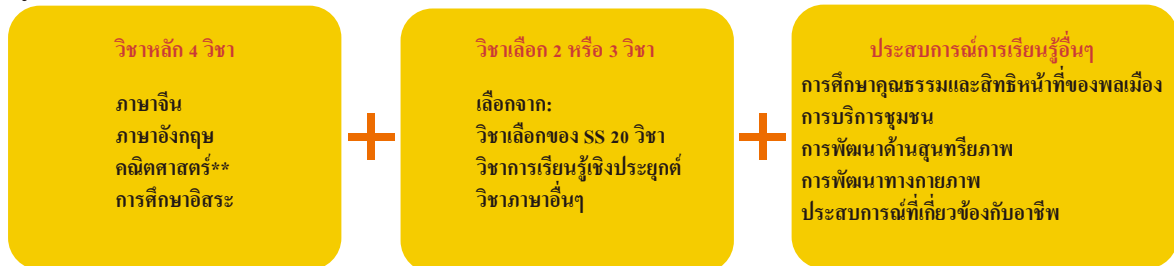 วิชาหลัก 4 วิชา
ภาษาจีน
ภาษาอังกฤษ
คณิตศาสตร์**
การศึกษาอิสระ
วิชาเลือก 2 หรือ 3 วิชา
เลือกจาก:
วิชาเลือกของ SS 20 วิชา
วิชาการเรียนรู้เชิงประยุกต์
วิชาภาษาอื่นๆ
ประสบการณ์การเรียนรู้อื่นๆ
การศึกษาคุณธรรมและสิทธิหน้าที่ของพลเมือง
การบริการชุมชน
การพัฒนาด้านสุนทรียภาพ
การพัฒนาทางกายภาพ
ประสบการณ์ที่เกี่ยวข้องกับอาชีพ